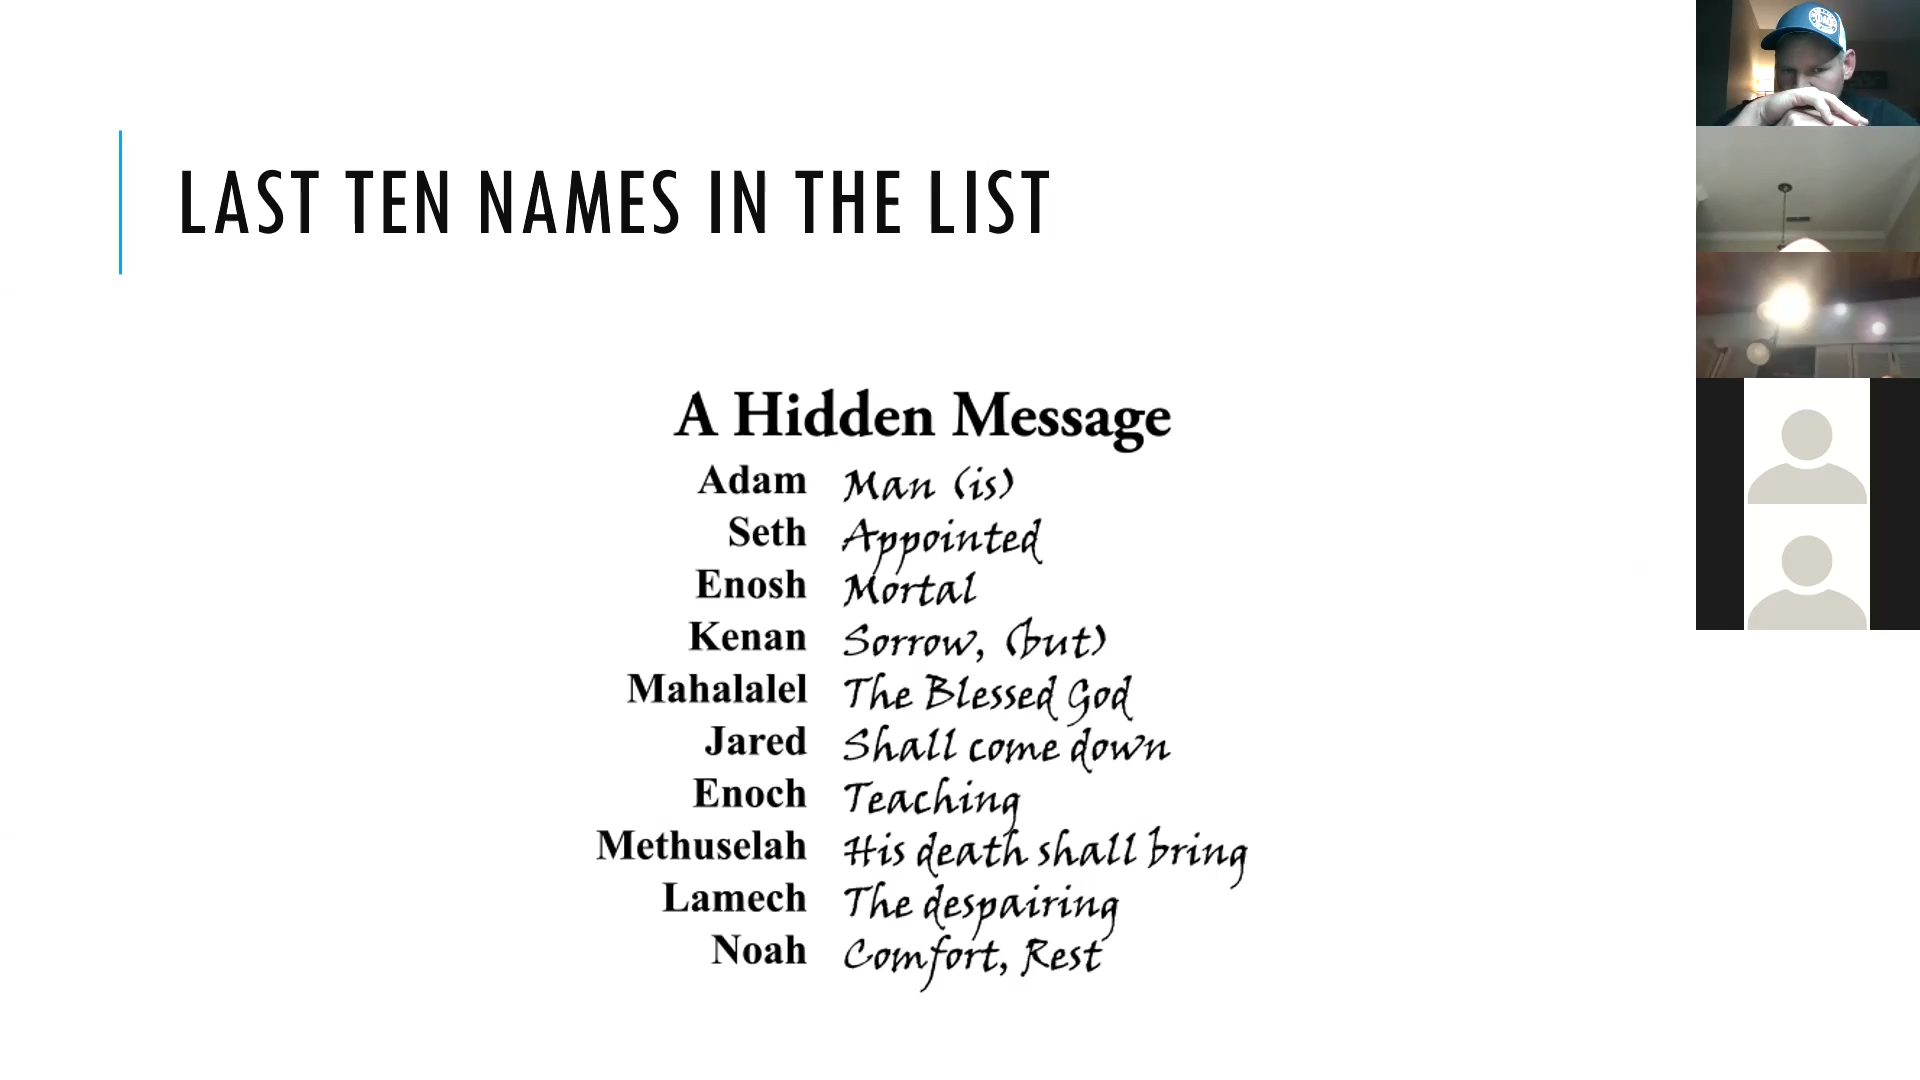 LAST TEN NAMES IN THE LIST
A Hidden Message
Adam Man (is)
Seth Appointed
Enosh Mortal
Kenan Sorrow, (but)
Mahalalel The Blessed God
Jared Shall come down
Enoch Teaching
Methuselah His death shall bring
Lamech The despairing
Noah Comfort, Rest